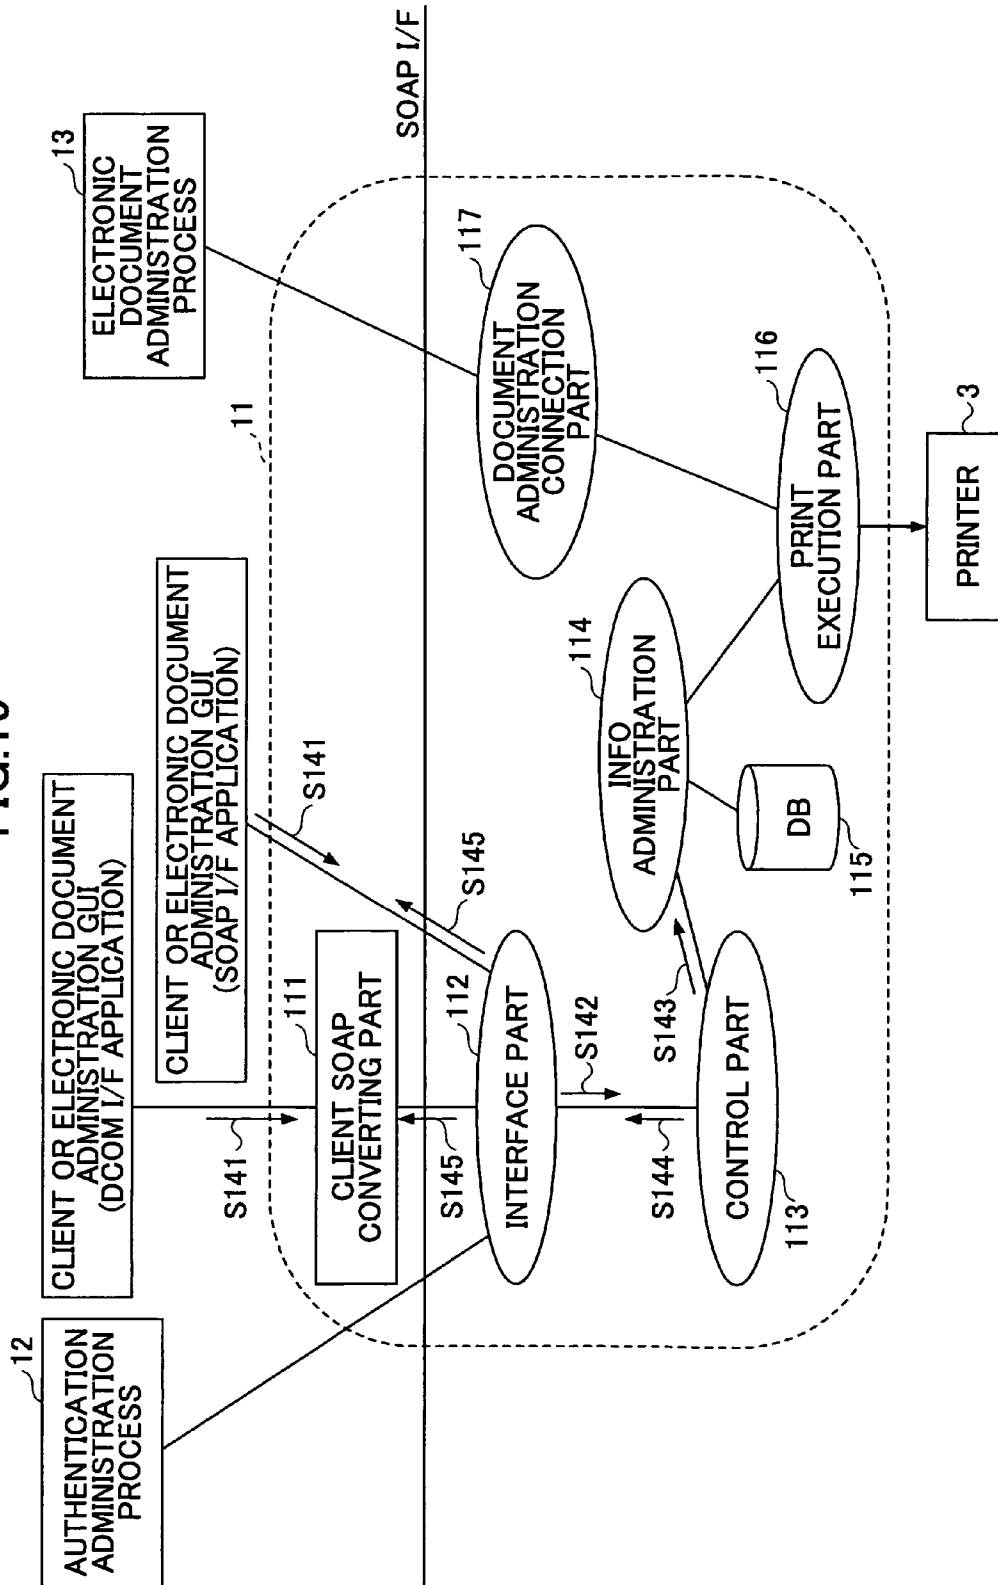 12
AUTHENTICATION
ADMINISTRATION
PROCESS
CLIENT OR ELECTRONIC DOCUMENT
ADMINISTRATION GUI
(DCOM I/F APPLICATION)
CLIENT OR ELECTRONIC DOCUMENT
ADMINISTRATION GUI
(SOAP I/F APPLICATION)
13
ELECTRONIC
DOCUMENT
ADMINISTRATION
PROCESS
S141
S141
11
111
CLIENT SOAP
CONVERTING PART
SOAP I/F
S145
S145
112
INTERFACE PART
117
DOCUMENT
ADMINISTRATION
CONNECTION
PART
S142
S144
S143
114
INFO
ADMINISTRATION
PART
CONTROL PART
113
DB
115
116
PRINT
EXECUTION PART
3
PRINTER